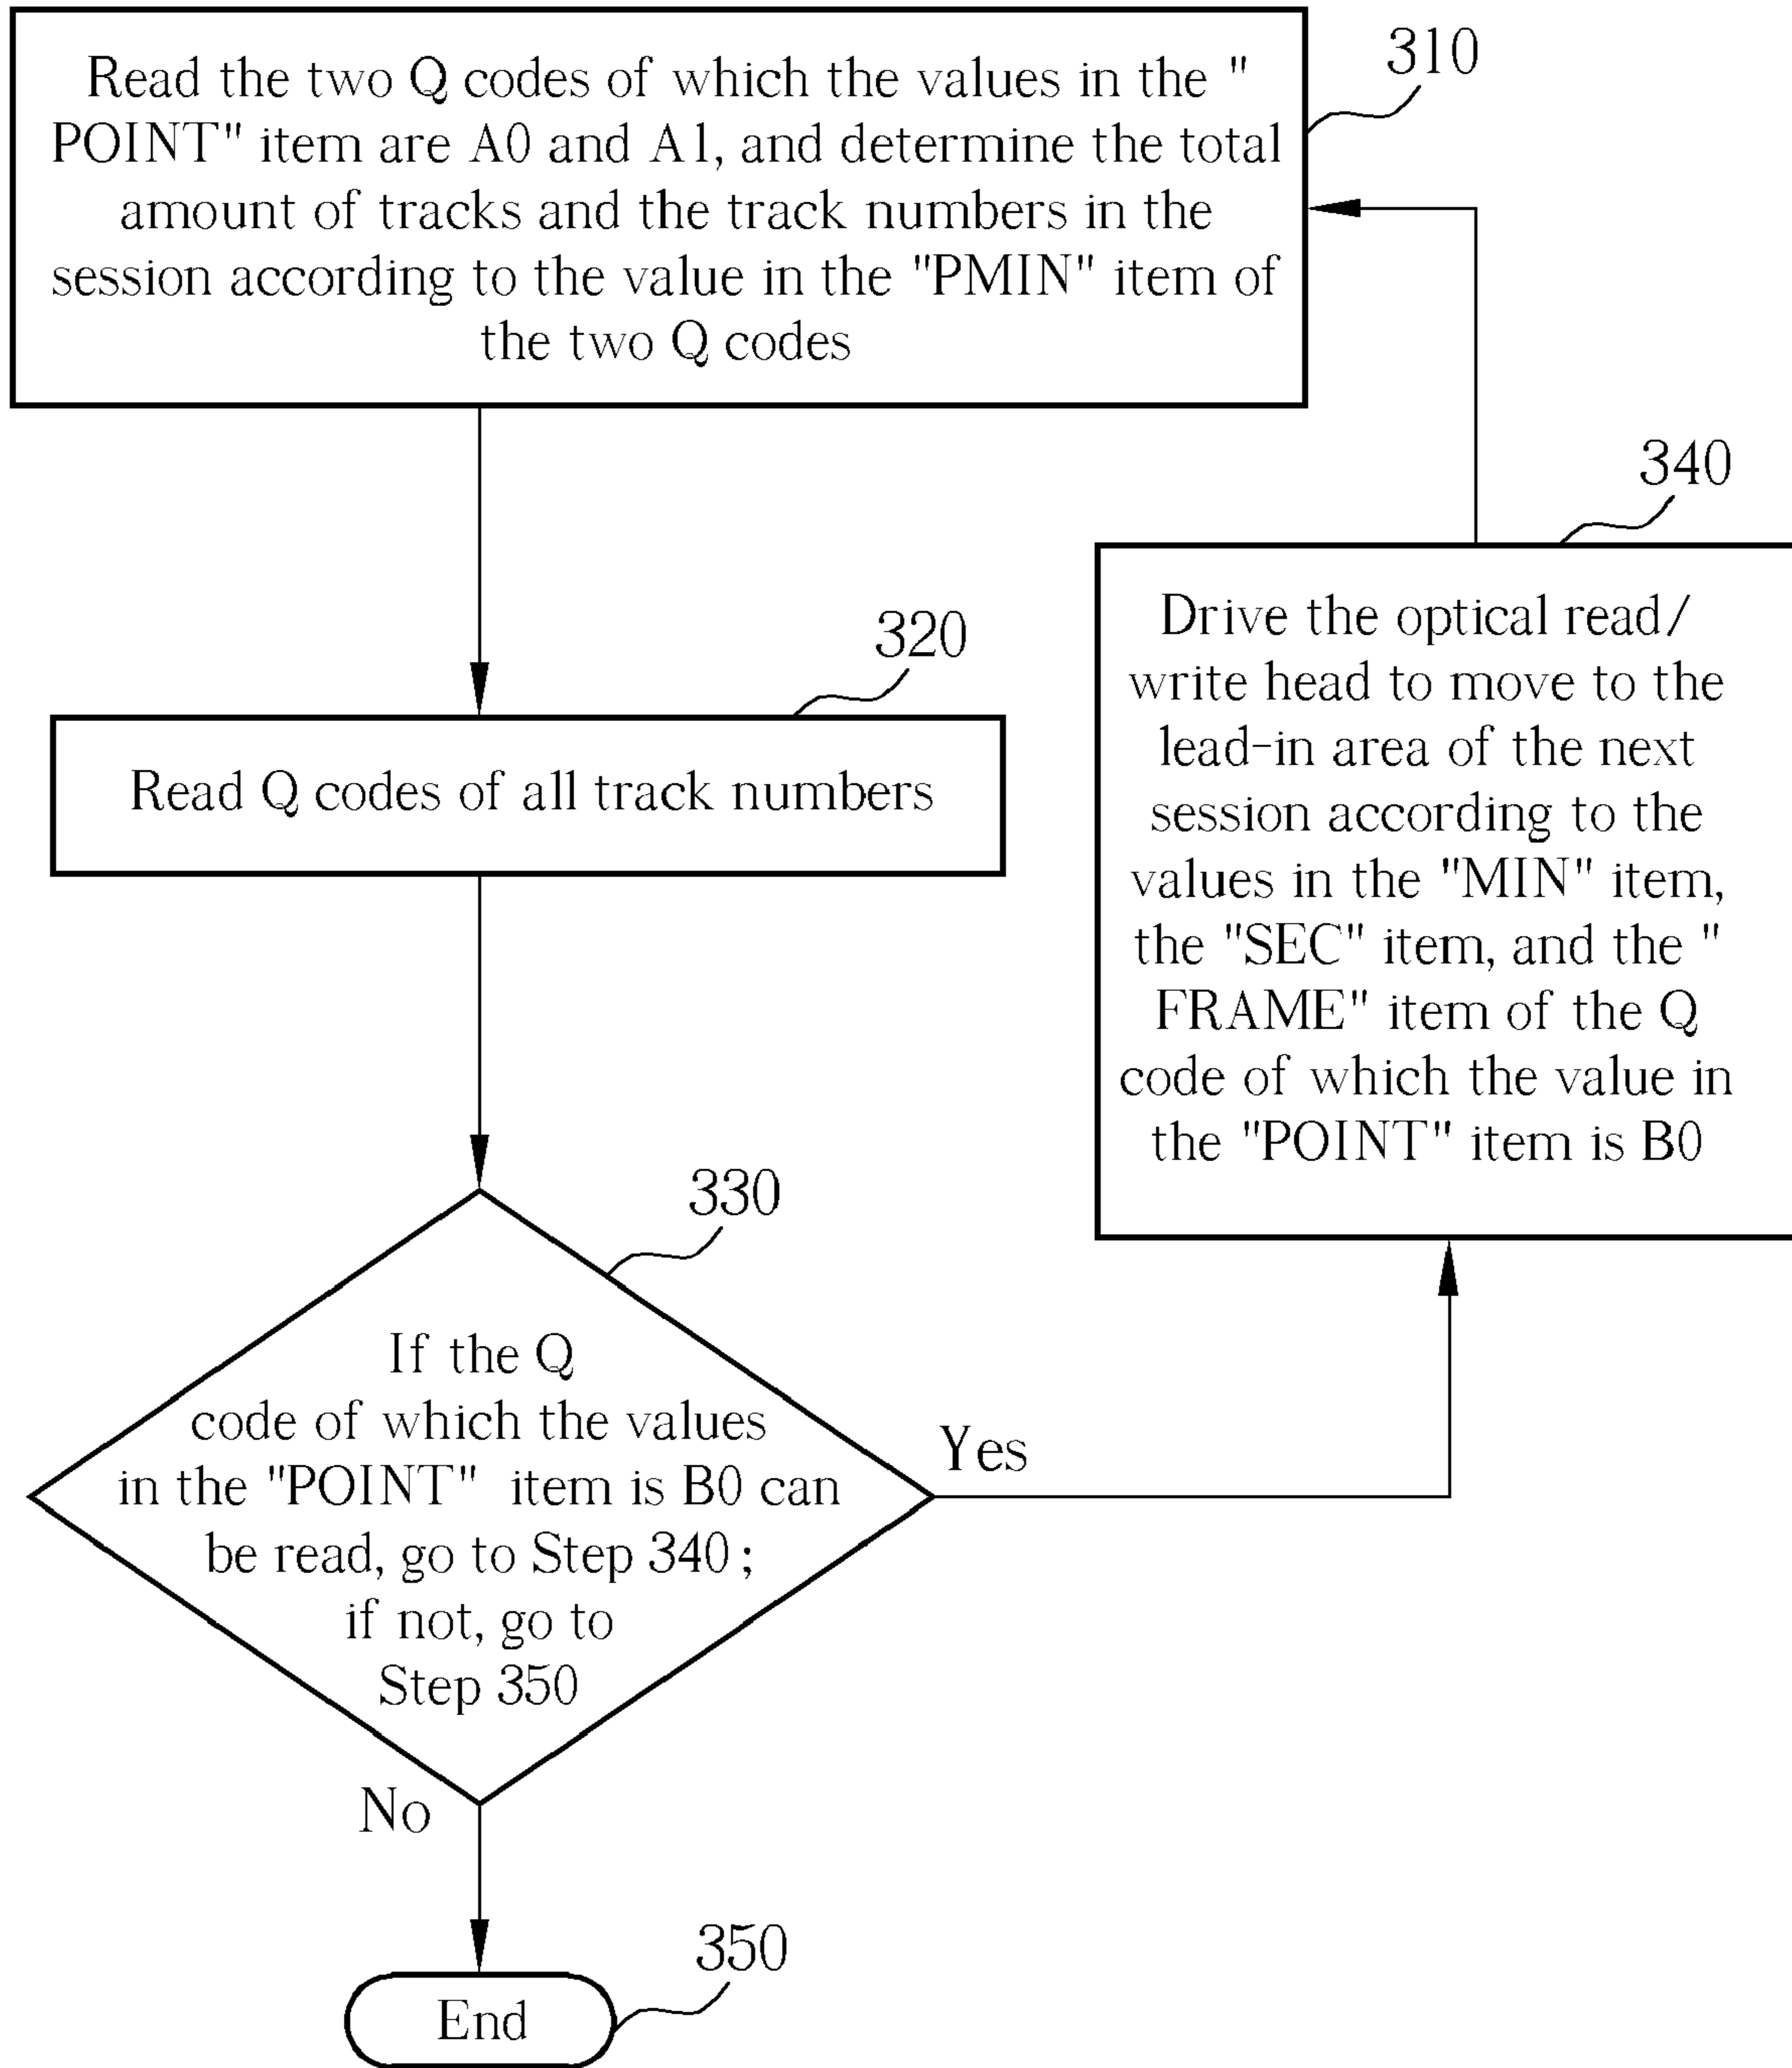 310
Read the two Q codes of which the values in the "
POINT" item are A0 and A1, and determine the total
amount of tracks and the track numbers in the
session according to the value in the "PMIN" item of
the two Q codes
320
Read Q codes of all track numbers
340
Drive the optical read/
write head to move to the
lead-in area of the next
session according to the
values in the "MIN" item,
the "SEC" item, and the "
FRAME" item of the Q
code of which the value in
the "POINT" item is B0
330
If the Q
code of which the values
in the "POINT" item is B0 can
be read, go to Step 340;
if not, go to
Step 350
Yes
No
350
End